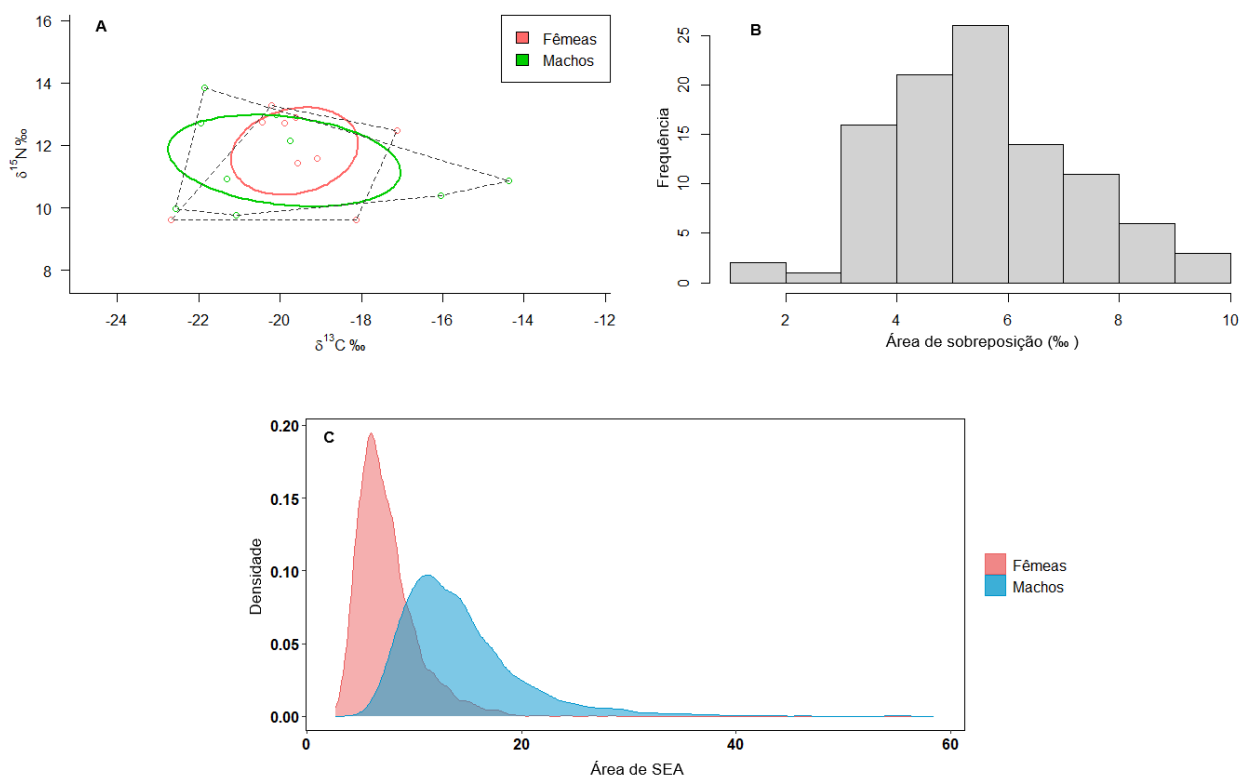 A
Fêmeas
Machos
16
14
12
10
8
δ15N‰
-24 -22 -20 -18 -16 -14 -12
δ13C ‰
B
25
15
5
0
Frequência
2 4 6 8 10
Área de sobreposição (‰ )
C
0.20
0.15
0.10
0.05
0.00
Densidade
0 20 40 60
Área de SEA
Fêmeas
Machos